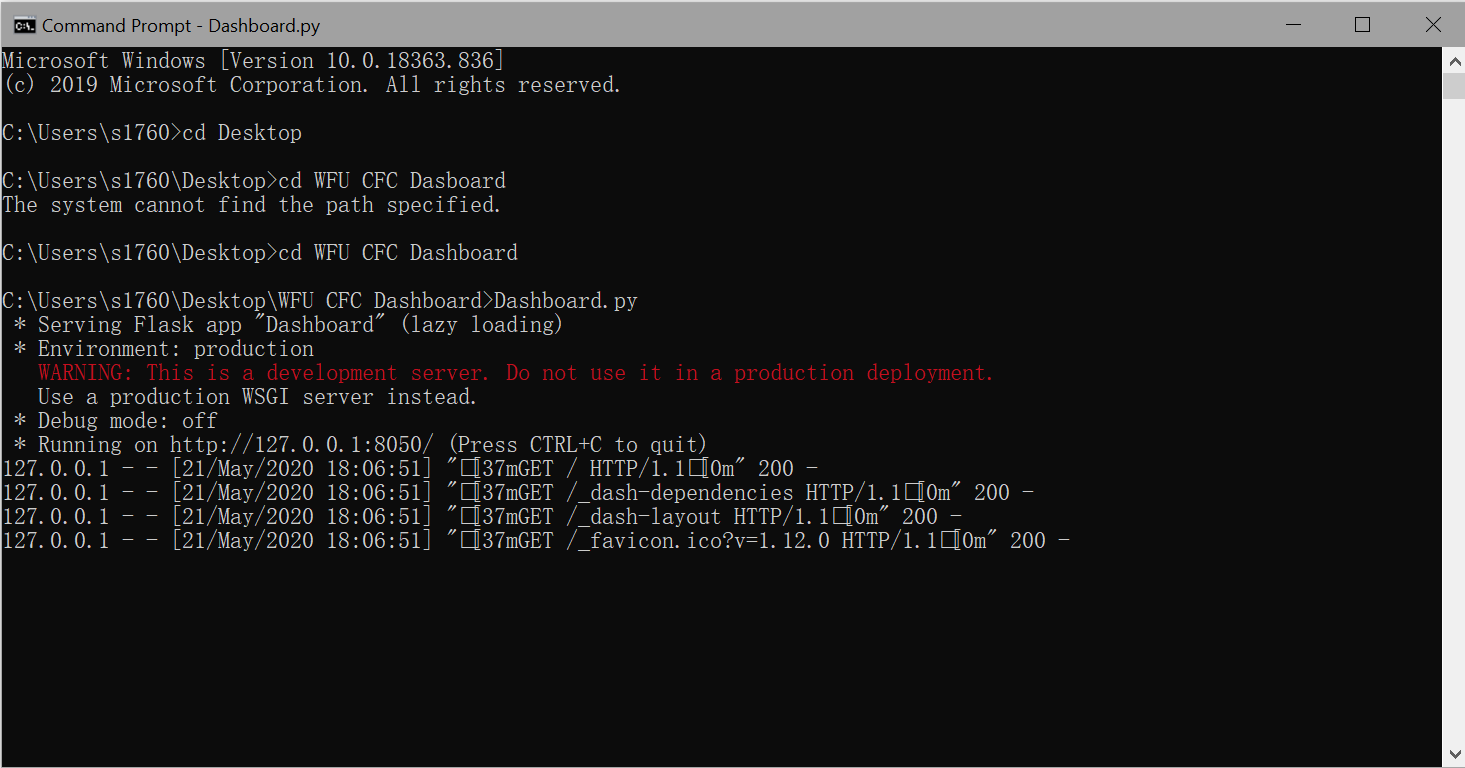 Command Prompt - Dashboard.py
Microsoft Windows [Version 10.0.18363.836]
(c) 2019 Microsoft Corporation. All rights reserved.
C:\Users\s1760>cd Desktop
C:\Users\s1760\Desktop>cd WFU CFC Dasboard
The system cannot find the path specified.
C:\Users\s1760\Desktop>cd WFU CFC Dashboard
C:\Users\s1760\Desktop\WFU CFC Dashboard>Dashboard.py
* Serving Flask app "Dashboard" (lazy loading)
* Environment: production
WARNING: This is a development server. Do not use it in a production deployment.
Use a production WSGI server instead.
* Debug mode: off
* Running on http://127.0.0.1:8050/ (Press CTRL+C to quit)
127.0.0.1 - - [21/May/2020 18:06:51] "□[37mGET / HTTP/1.1□[0m" 200 -
127.0.0.1 - - [21/May/2020 18:06:51] "□[37mGET /_dash-dependencies HTTP/1.1□[0m" 200 -
127.0.0.1 - - [21/May/2020 18:06:51] "□[37mGET /_dash-layout HTTP/1.1□[0m" 200 -
127.0.0.1 - - [21/May/2020 18:06:51] "□[37mGET /_favicon.ico?v=1.12.0 HTTP/1.1□[0m" 200 -